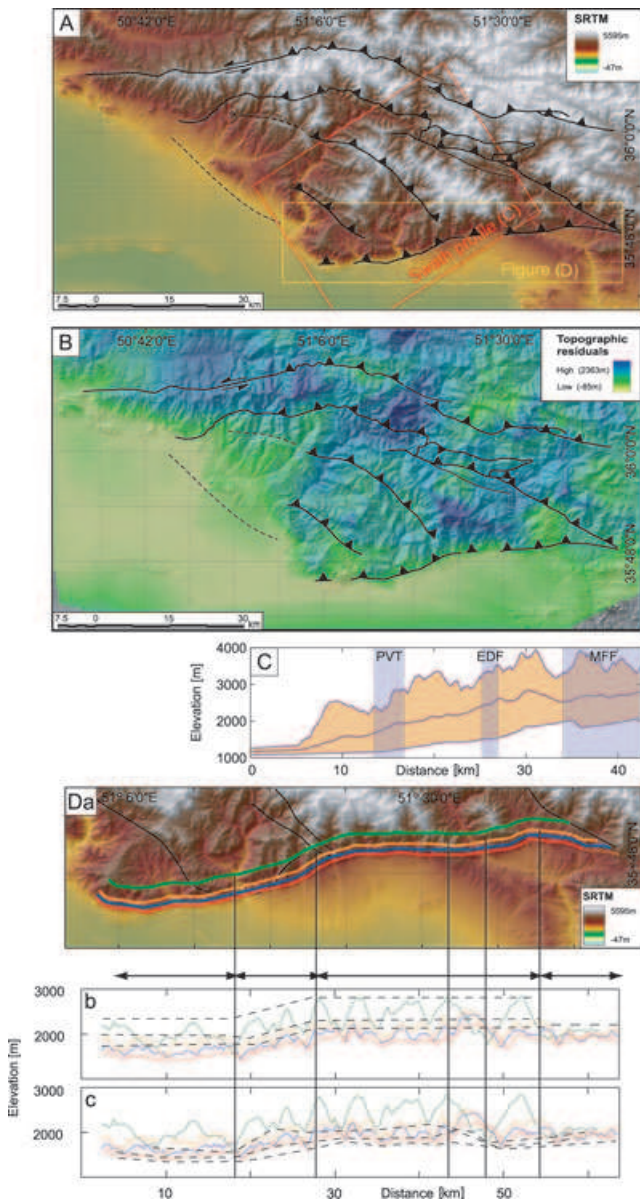 A
50°42'0"E
51°6'0"E
51°30'0"E
SRTM
5595m
-47m
36°0'0"N
35°48'0"N
Swath profile (C)
Figure (D)
7.5 0 15 30
km
B
50°42'0"E
51°6'0"E
51°30'0"E
Topographic
residuals
High (2363m)
Low (-85m)
36°0'0"N
35°48'0"N
7.5 0 15 30
km
C
Elevation [m]
4000
3000
2000
1000
PVT
EDF
MFF
0 10 20 30 40
Distance [km]
Da
51°6'0"E
51°30'0"E
35°48'0"N
SRTM
5595m
-47m
b
3000
2000
c
2000
Elevation
[m]
10 30 50
Distance [km]